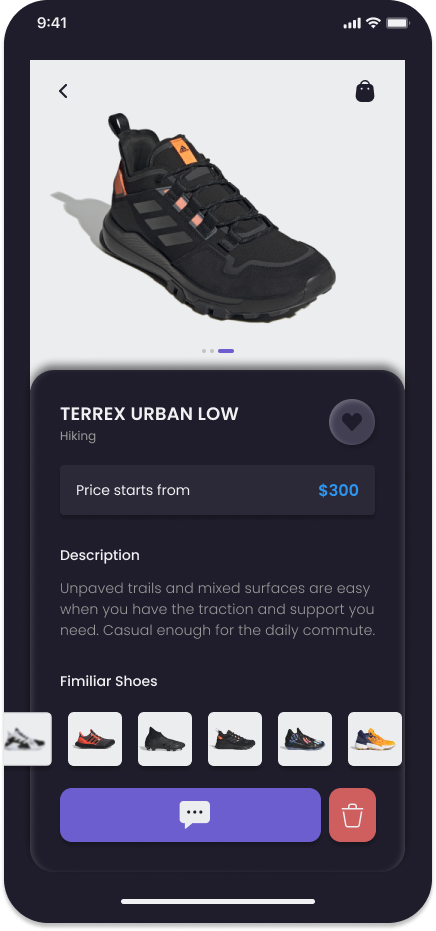 9:41
TERREX URBAN LOW
Hiking
Price starts from $300
Description
Unpaved trails and mixed surfaces are easy
when you have the traction and support you
need. Casual enough for the daily commute.
Fimiliar Shoes